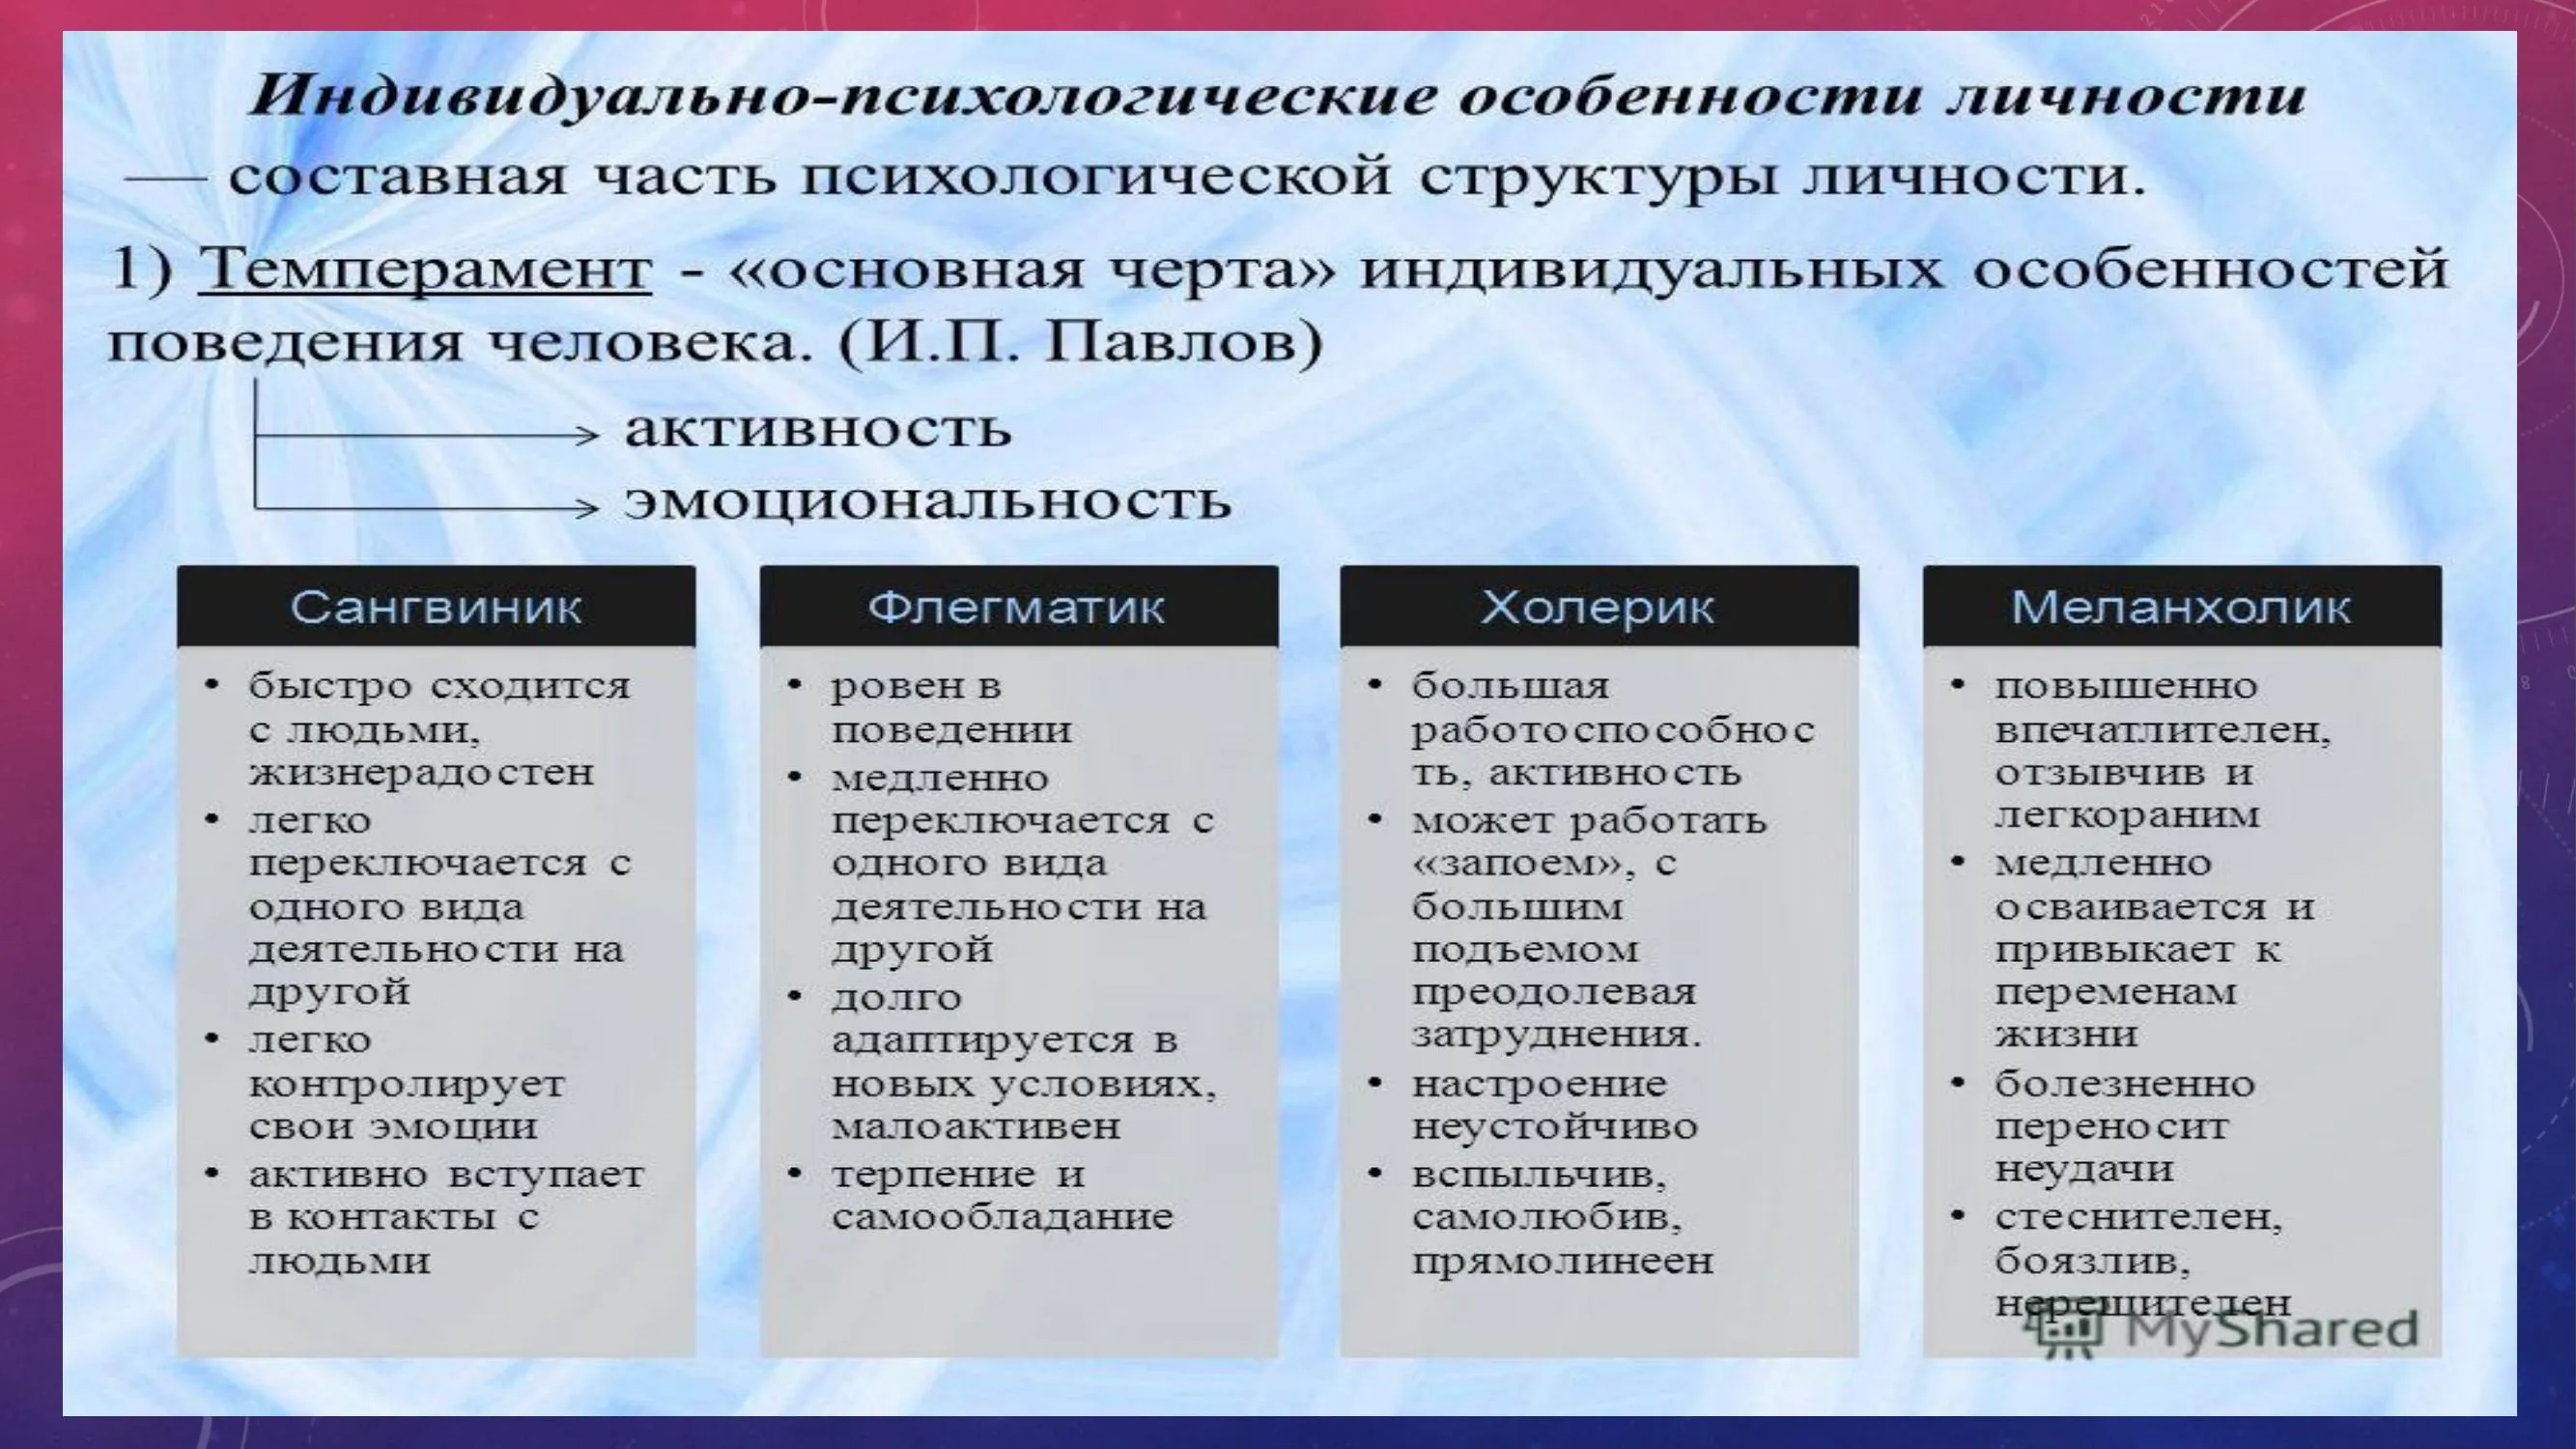 Индивидуально-психологические особенности личности
— составная часть психологической структуры личности.
1) Темперамент - «основная черта» индивидуальных особенностей
поведения человека. (И.П. Павлов)
активность
эмоциональность
Сангвиник
• быстро сходится
с людьми,
жизнерадостен
• легко
переключается с
одного вида
деятельности на
другой
• легко
контролирует
свои эмоции
• активно вступает
в контакты с
людьми
Флегматик
• ровен в
поведении
• медленно
переключается с
одного вида
деятельности на
другой
• долго
адаптируется в
новых условиях,
малоактивен
• терпение и
самообладание
Холерик
• большая
работоспособнос
ть, активность
• может работать
«запоем», с
большим
подъемом
преодолевая
затруднения.
• настроение
неустойчиво
• вспыльчив,
самолюбив,
прямолинеен
Меланхолик
• повышенно
впечатлителен,
отзывчив и
легкораним
• медленно
осваивается и
привыкает к
переменам
жизни
• болезненно
переносит
неудачи
• стеснителен,
боязлив,
нерешителен
MyShared